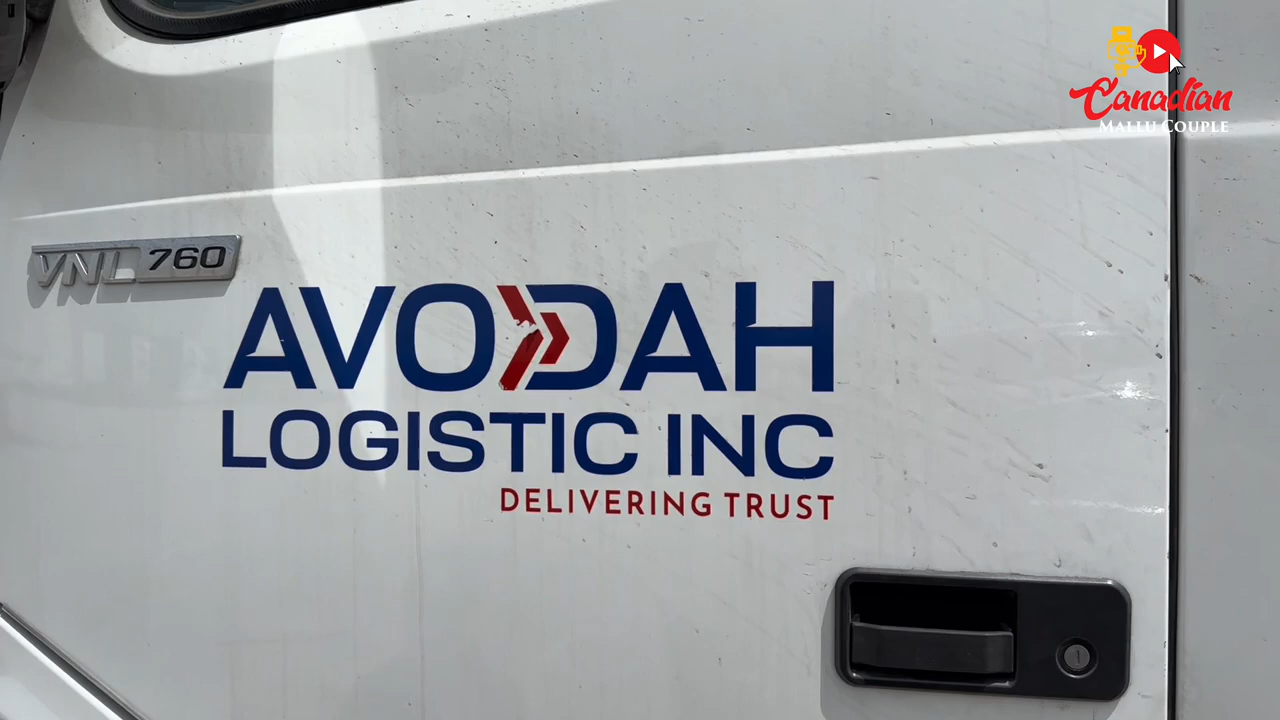 Canadian
MALLU COUPLE
VNL 760
AVODAH
LOGISTIC INC
DELIVERING TRUST